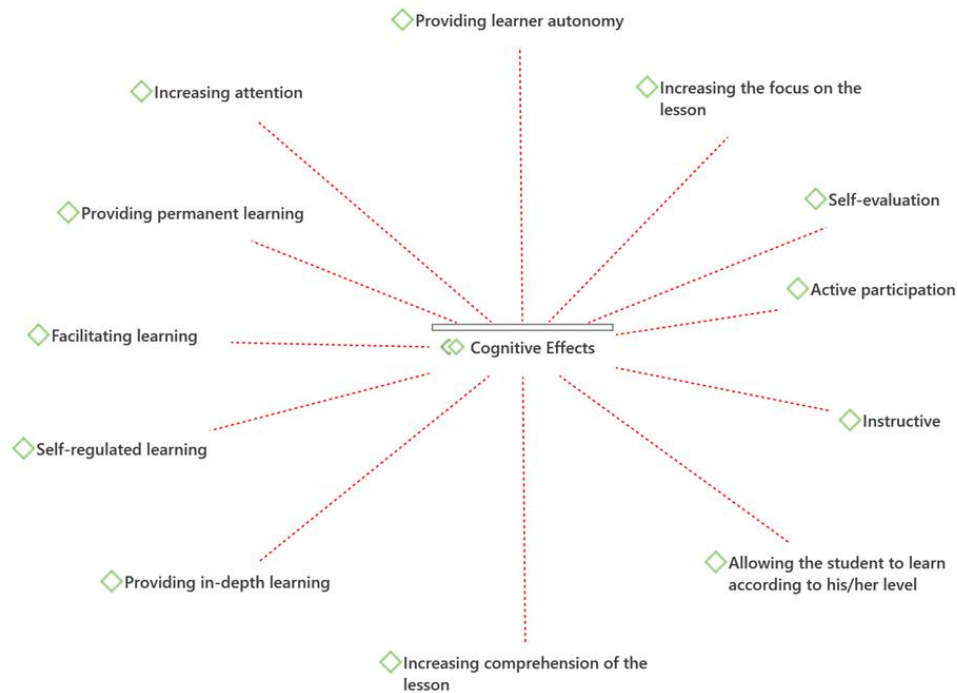 Providing learner autonomy
Increasing attention
Increasing the focus on the
lesson
Providing permanent learning
Self-evaluation
Active participation
Facilitating learning
Cognitive Effects
Self-regulated learning
Instructive
Providing in-depth learning
Allowing the student to learn
according to his/her level
Increasing comprehension of the
lesson